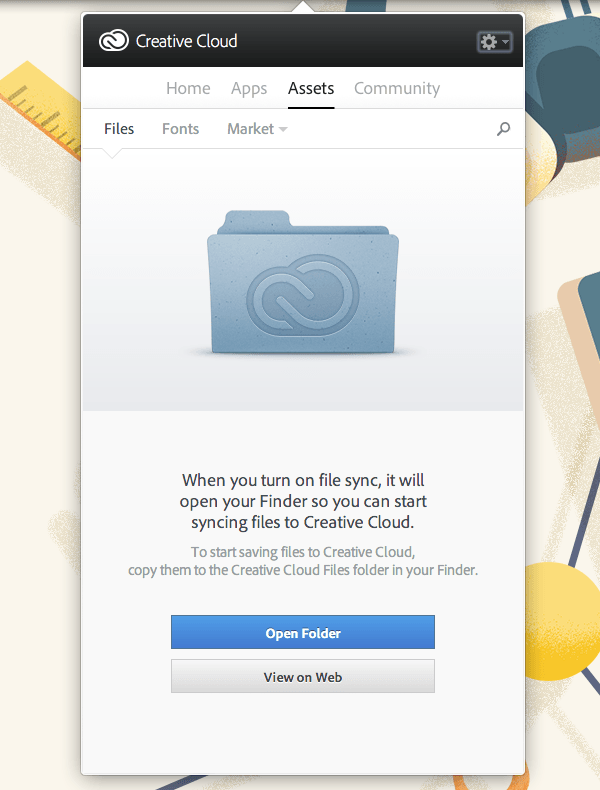 Creative Cloud
Home Apps Assets Community
Files Fonts Market
When you turn on file sync, it will
open your Finder so you can start
syncing files to Creative Cloud.
To start saving files to Creative Cloud,
copy them to the Creative Cloud Files folder in your Finder.
Open Folder
View on Web